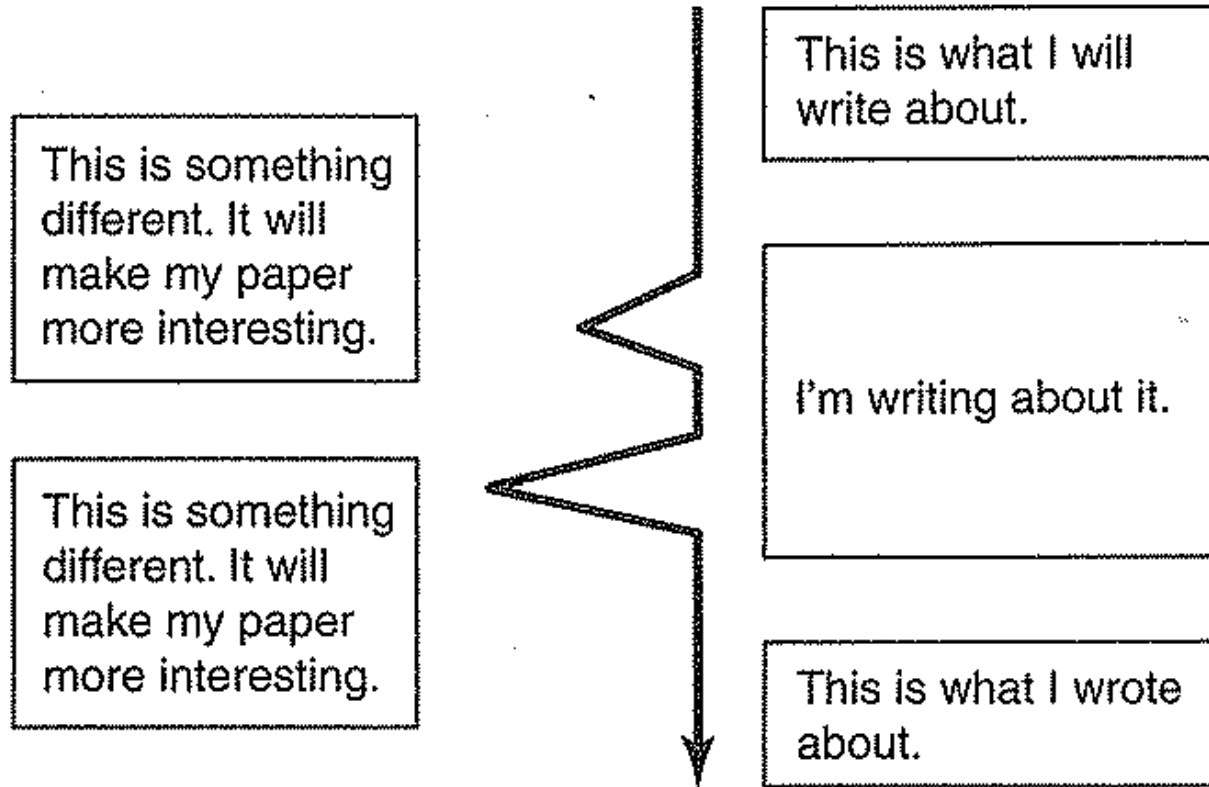 This is what I will
write about.
This is something
different. It will
make my paper
more interesting.
I'm writing about it.
This is something
different. It will
make my paper
more interesting.
This is what I wrote
about.